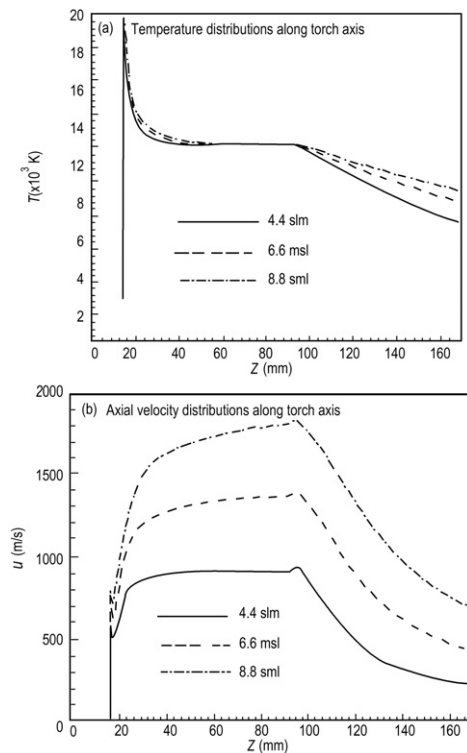 (a) Temperature distributions along torch axis
20
18
16
14
12
10
8
6
4
2
0 20 40 60 80 100 120 140 160
T(x10³ K)
4.4 slm
6.6 msl
8.8 sml
Z (mm)
(b) Axial velocity distributions along torch axis
2000
1500
1000
500
0
0 20 40 60 80 100 120 140 160
u (m/s)
4.4 slm
6.6 msl
8.8 sml
Z (mm)